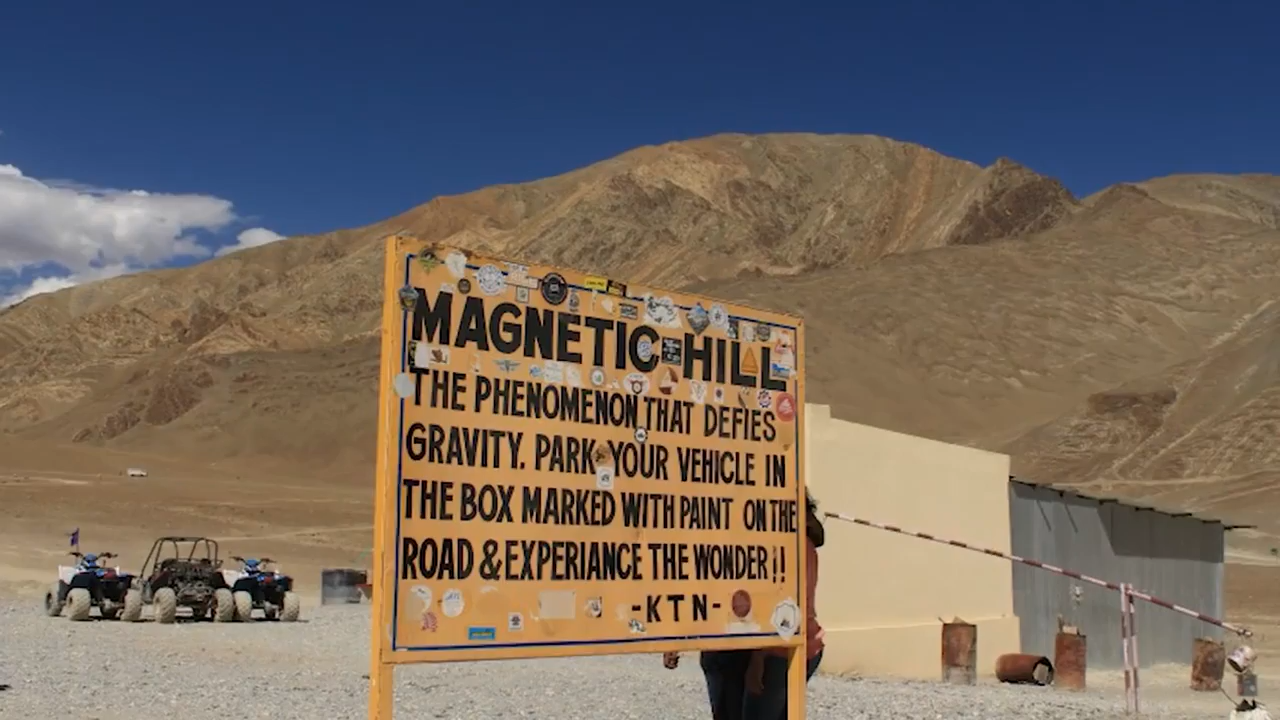 MAGNETIC HILL
THE PHENOMENON THAT DEFIES
GRAVITY. PARK YOUR VEHICLE IN
THE BOX MARKED WITH PAINT ON THE
ROAD & EXPERIANCE THE WONDER !!
-KTN-